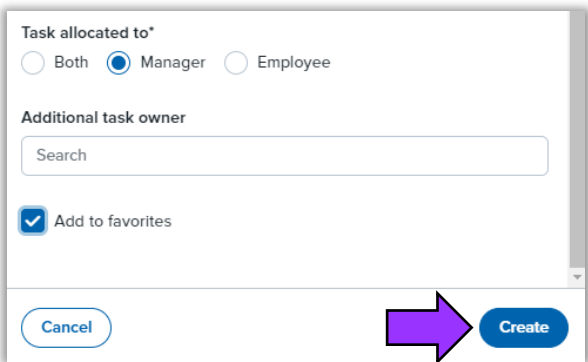 Task allocated to*
Both Manager Employee
Additional task owner
Search
Add to favorites
Cancel Create